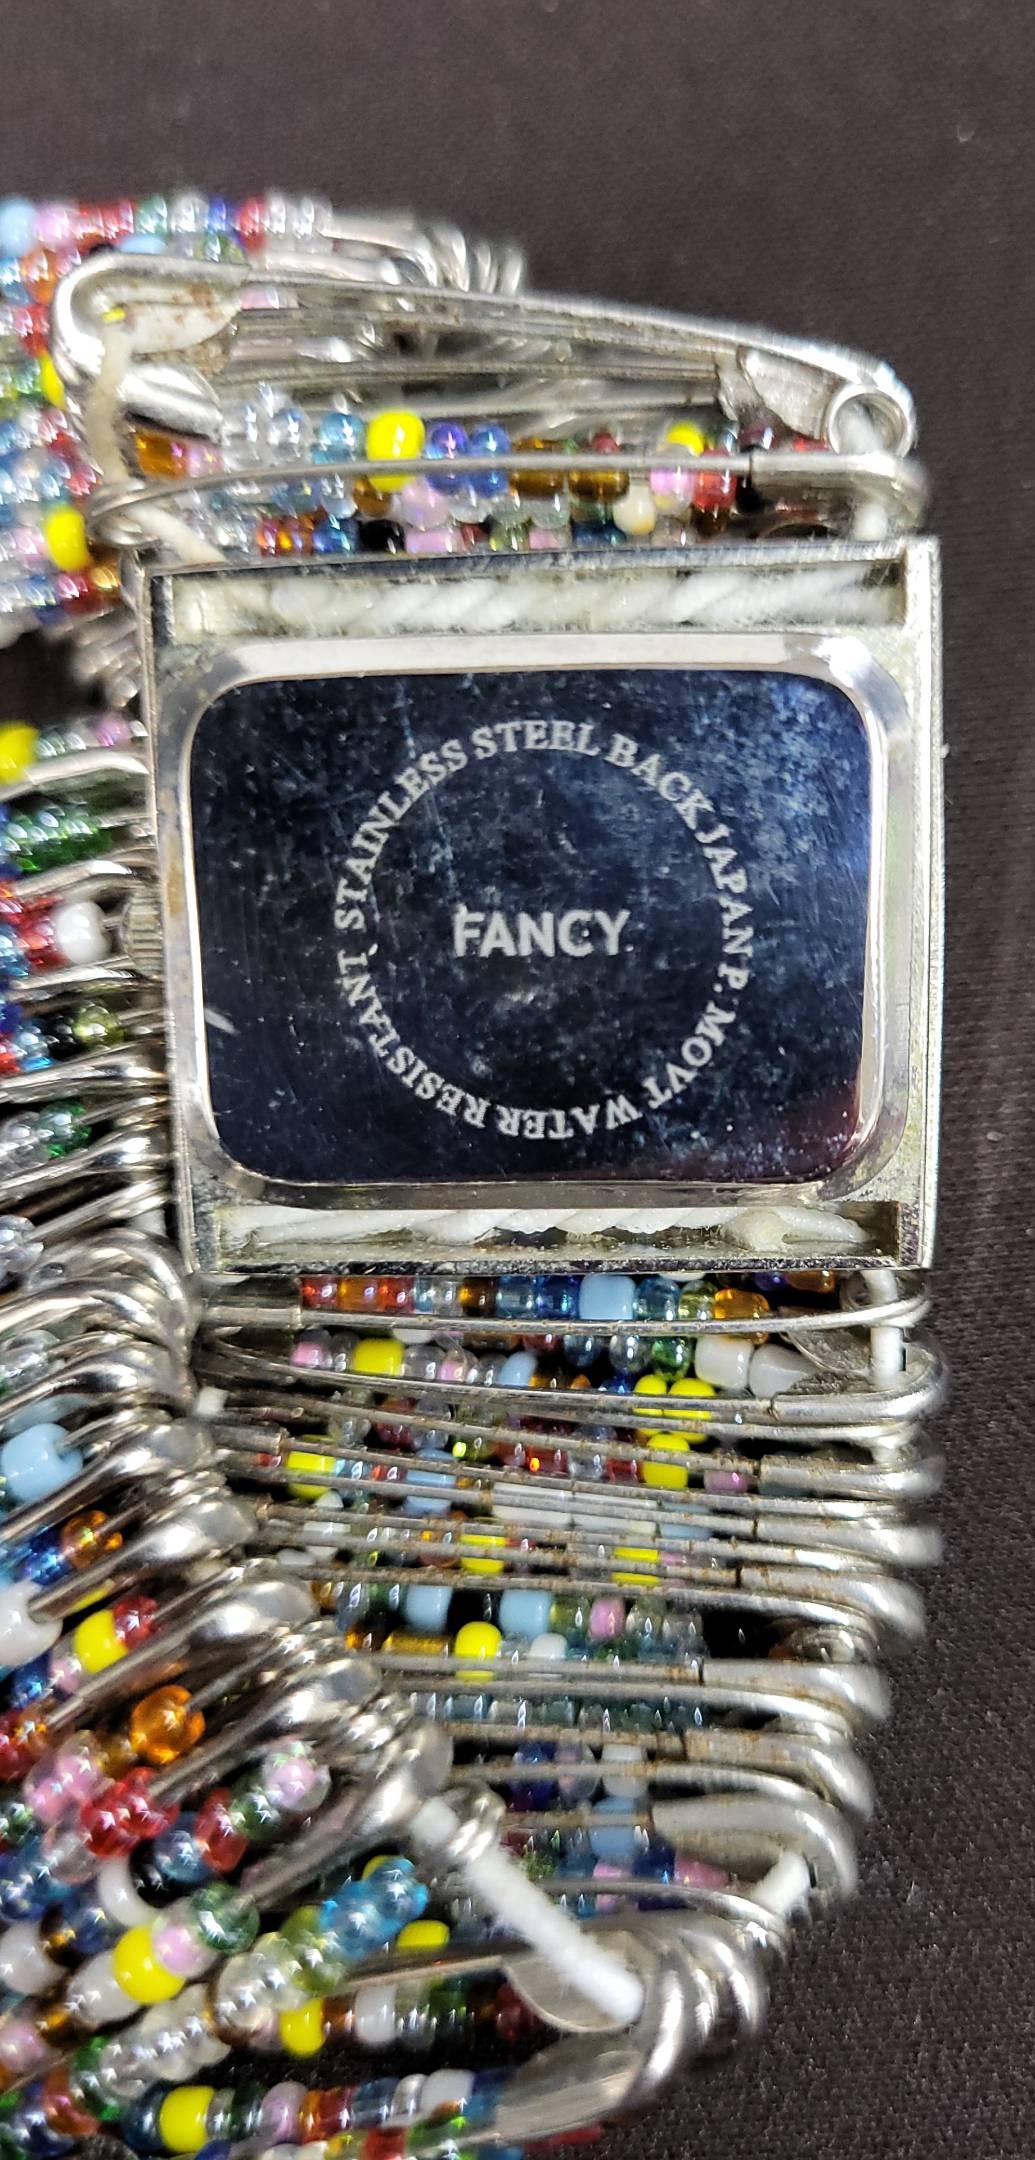 STAINLESS STEEL BACK JAPAN P. MOVT WATER RESISTANT
FANCY